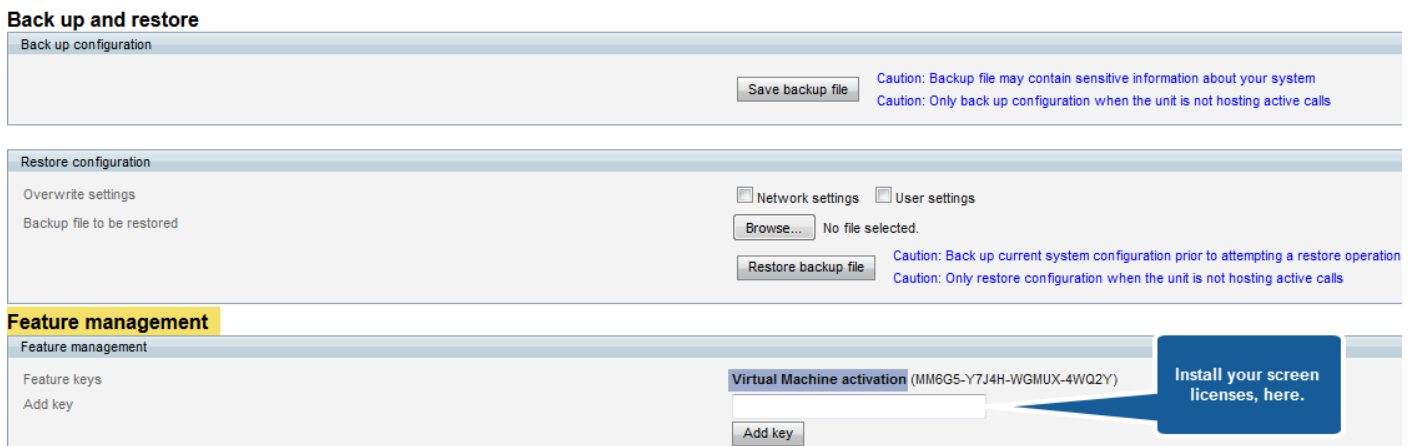 Back up and restore
Back up configuration
Save backup file
Caution: Backup file may contain sensitive information about your system
Caution: Only back up configuration when the unit is not hosting active calls
Restore configuration
Overwrite settings
Network settings
User settings
Backup file to be restored
Browse...
No file selected.
Restore backup file
Caution: Back up current system configuration prior to attempting a restore operation
Caution: Only restore configuration when the unit is not hosting active calls
Feature management
Feature management
Feature keys
Virtual Machine activation (MM6G5-Y7J4H-WGMUX-4WQ2Y)
Add key
Add key
Install your screen
licenses, here.